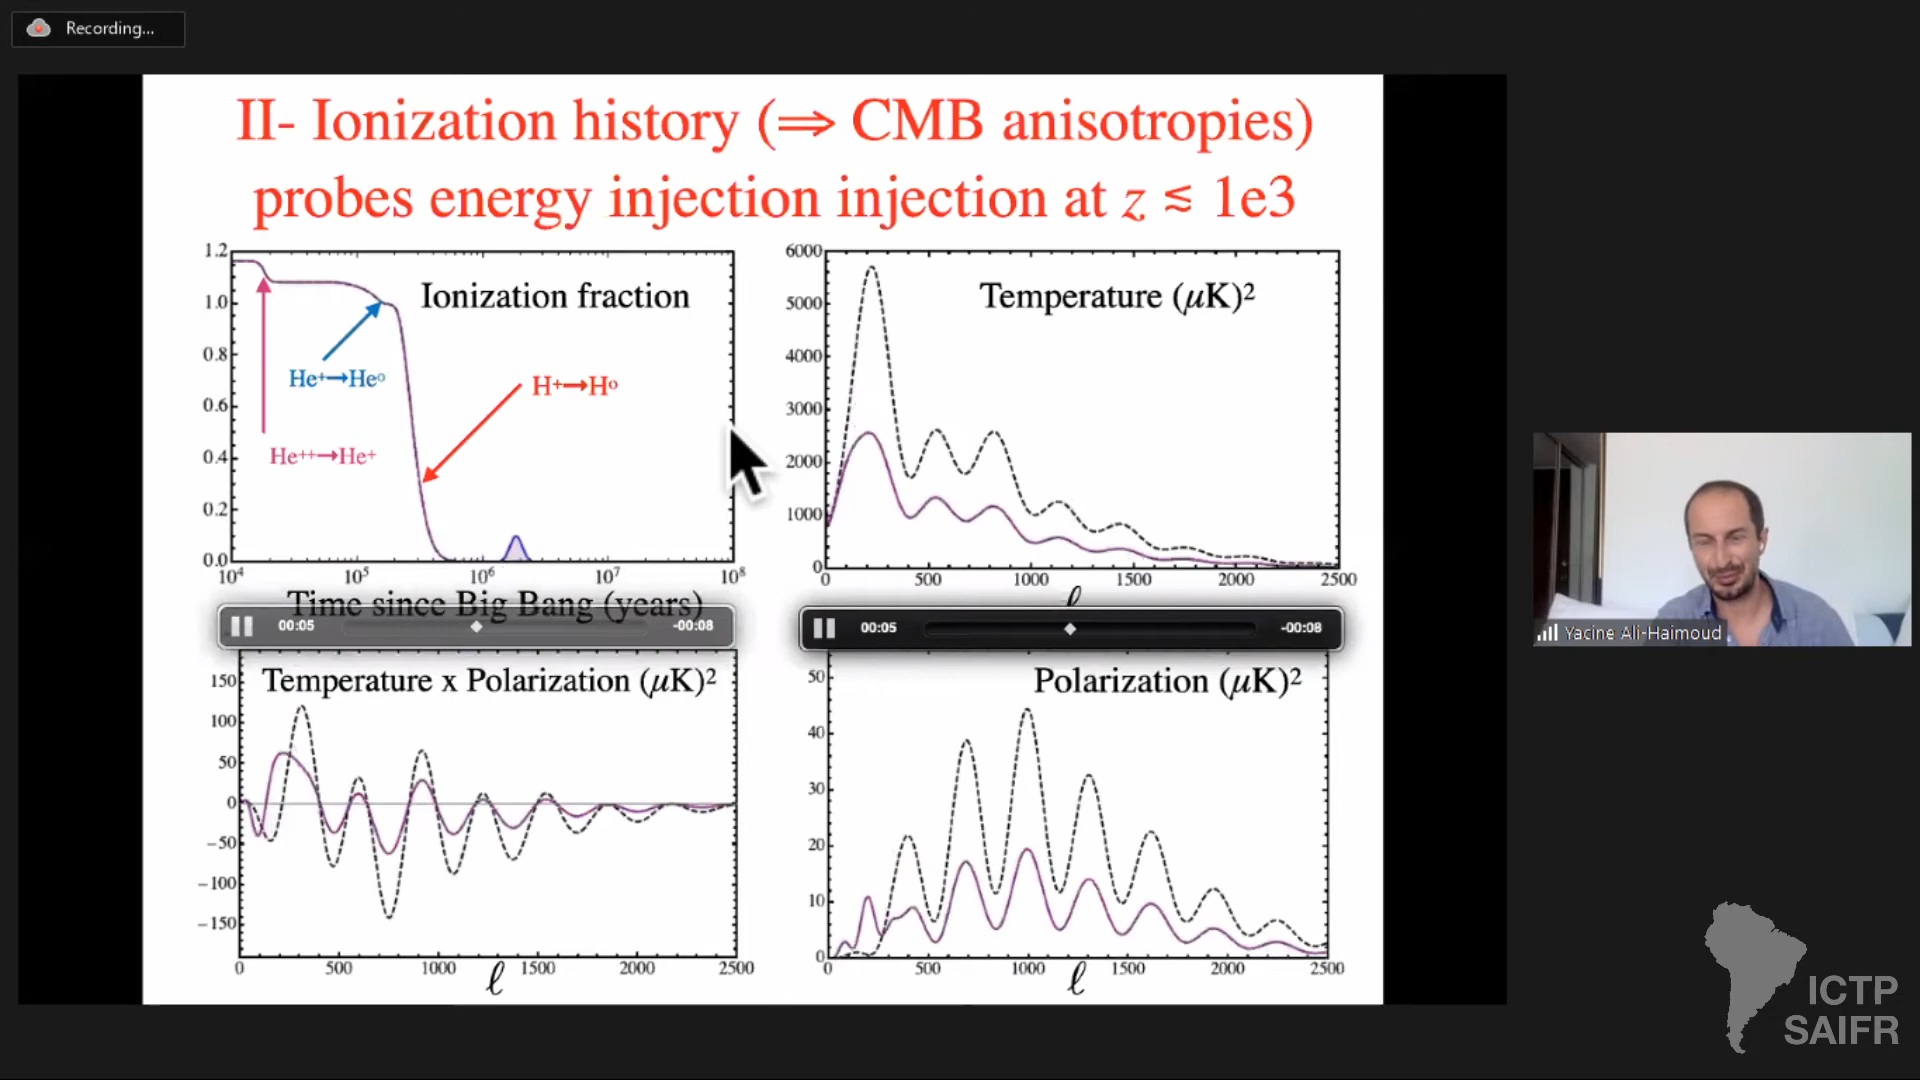 Recording...
II- Ionization history (⇒ CMB anisotropies)
probes energy injection injection at z ≲ 1e3
1.2
1.0
0.8
0.6
0.4
0.2
0.0
Ionization fraction
He⁺→He⁰
H⁺→H⁰
He⁺⁺→He⁺
10⁴ 10⁵ 10⁶ 10⁷ 10⁸
Time since Big Bang (years)
00:05 -00:08
6000
5000
4000
3000
2000
1000
0
Temperature (μK)²
0 500 1000 1500 2000 2500
ℓ
00:05 -00:08
Temperature x Polarization (μK)²
150
100
50
0
−50
−100
−150
0 500 1000 1500 2000 2500
ℓ
Polarization (μK)²
50
40
30
20
10
0
0 500 1000 1500 2000 2500
ℓ
Yacine Ali-Haimoud
ICTP
SAIFR